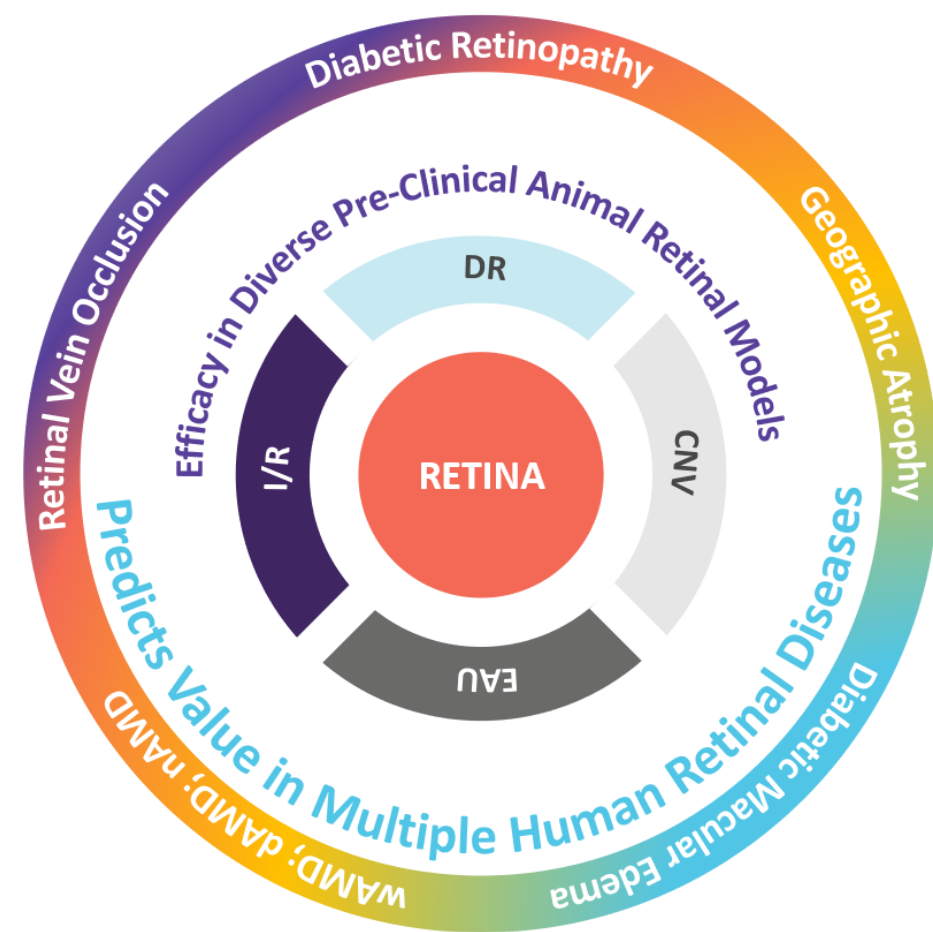 Diabetic Retinopathy
Geographic Atrophy
Diabetic Macular Edema
wAMD; dAMD; nAMD
Retinal Vein Occlusion
Efficacy in Diverse Pre-Clinical Animal Retinal Models
Predicts Value in Multiple Human Retinal Diseases
DR
CNV
EAU
I/R
RETINA